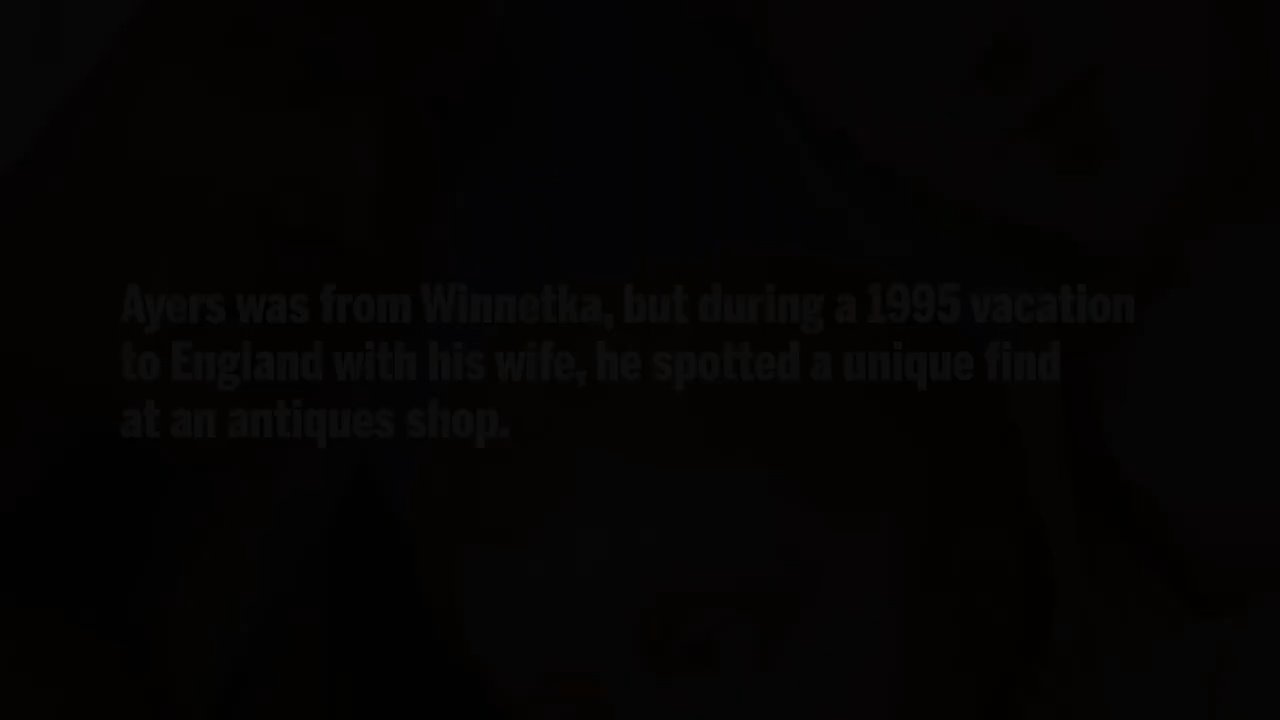 Ayers was from Winnetka, but during a 1995 vacation
to England with his wife, he spotted a unique find
at an antiques shop.